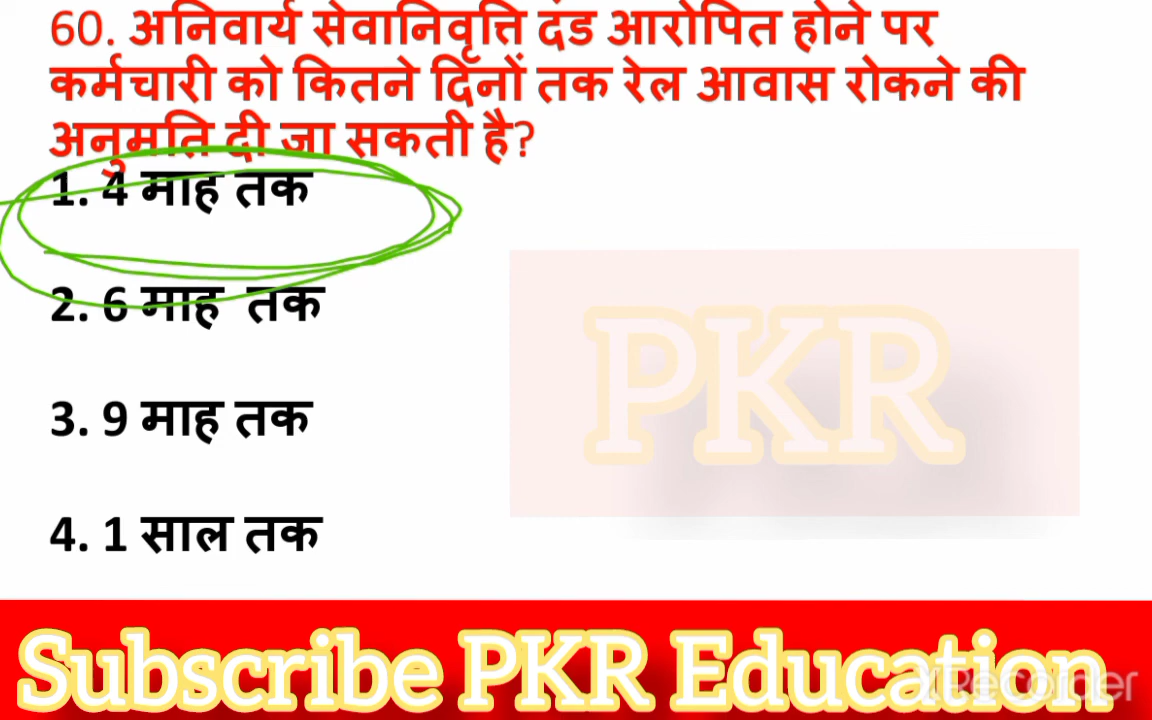 60. अनिवार्य सेवानिवृत्ति दंड आरोपित होने पर
कर्मचारी को कितने दिनों तक रेल आवास रोकने की
अनुमति दी जा सकती है?
1. 4 माह तक
2. 6 माह तक
3. 9 माह तक
4. 1 साल तक
PKR
Subscribe PKR Education
XRecorder